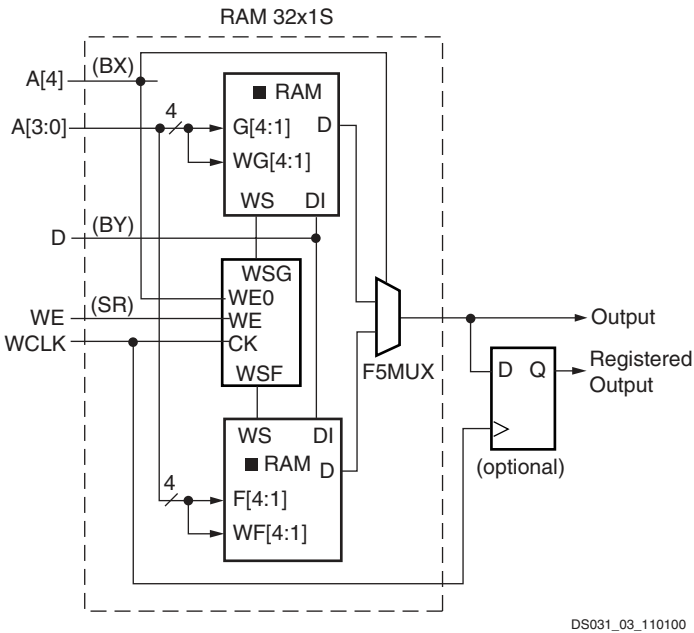 RAM 32x1S
A[4]
(BX)
A[3:0]
4
RAM
G[4:1]
D
WG[4:1]
WS
DI
D
(BY)
WSG
WE0
WE
(SR)
WE
WCLK
CK
WSF
F5MUX
Output
D
Q
Registered
Output
(optional)
WS
DI
RAM
D
4
F[4:1]
WF[4:1]
DS031_03_110100